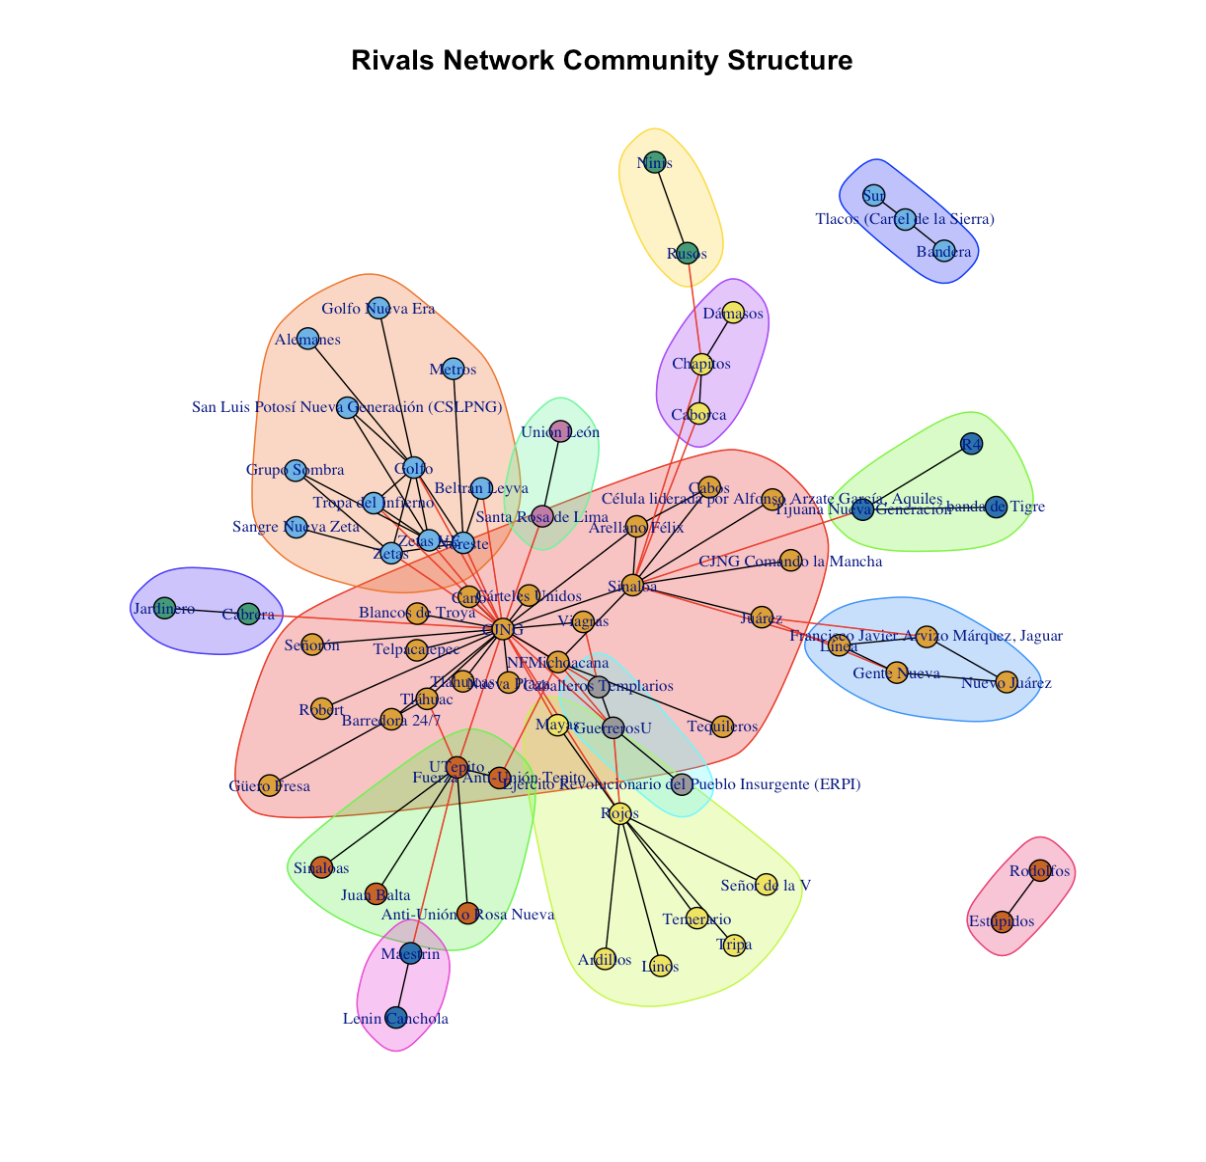 Rivals Network Community Structure
Ninis
Sur
Tlacos (Cartel de la Sierra)
Bandera
Rusos
Golfo Nueva Era
Dámasos
Alemanes
Chapitos
Metros
San Luis Potosí Nueva Generación (CSLPNG)
Caborca
Unión León
R4
Grupo Sombra
Golfo
Beltrán Leyva
Cabos
Célula liderada por Alfonso Arzate García, Aquiles
Tropa del Infierno
Tijuana Nueva Generación
banda de Tigre
Santa Rosa de Lima
Sangre Nueva Zeta
Arellano Félix
Zetas
Noreste
CJNG Comando la Mancha
Sinaloa
Cárteles Unidos
Jardinero
Cabrera
Blancos de Troya
Viagras
Juárez
CJNG
Señorón
Telpacatepec
Francisco Javier Arvizo Márquez, Jaguar
Línea
NFMichoacana
Gente Nueva
Nuevo Juárez
Caballeros Templarios
Tláhuac
Robert
Barredora 24/7
Mayas
GuerrerosU
Tequileros
UTepito
Fuerza Anti-Unión Tepito
Güero Fresa
Ejército Revolucionario del Pueblo Insurgente (ERPI)
Rojos
Sinaloas
Juan Balta
Anti-Unión o Rosa Nueva
Señor de la V
Temerario
Tripa
Rodolfos
Estúpidos
Maestrín
Ardillos
Linos
Lenin Canchola